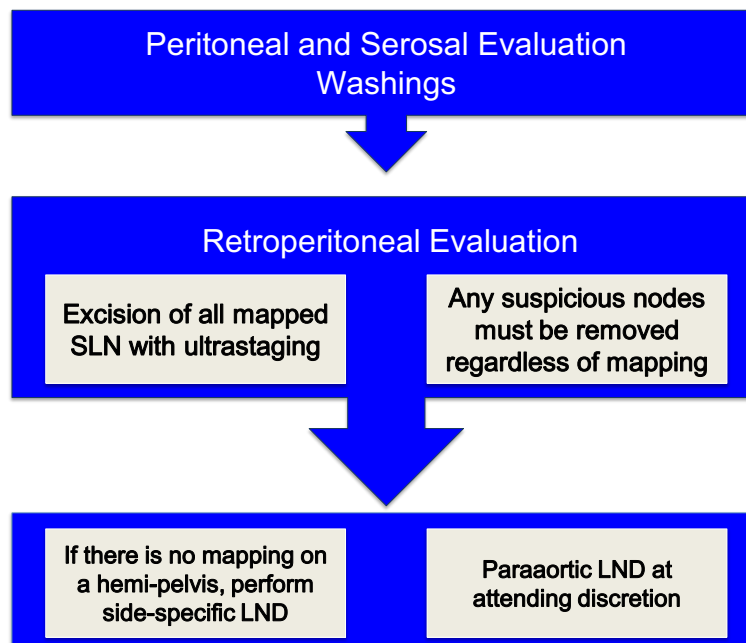 Peritoneal and Serosal Evaluation
Washings
Retroperitoneal Evaluation
Excision of all mapped
SLN with ultrastaging
Any suspicious nodes
must be removed
regardless of mapping
If there is no mapping on
a hemi-pelvis, perform
side-specific LND
Paraaortic LND at
attending discretion